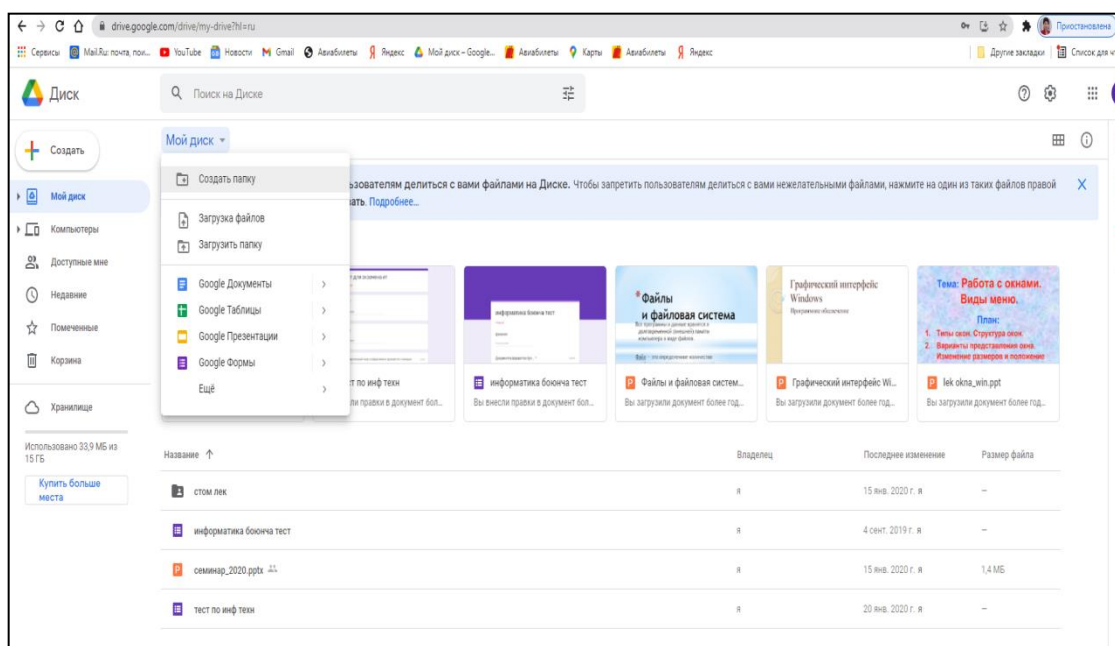 drive.google.com/drive/my-drive?hl=ru
Приостановлена
Сервисы Mail.Ru: почта, пои... YouTube Новости Gmail Авиабилеты Яндекс Мой диск – Google... Авиабилеты Карты Авиабилеты Яндекс Другие закладки Список для чт
Диск
Поиск на Диске
Создать
Мой диск
Компьютеры
Доступные мне
Недавние
Помеченные
Корзина
Хранилище
Использовано 33,9 МБ из
15 ГБ
Купить больше
места
Мой диск
Создать папку
Загрузка файлов
Загрузить папку
Google Документы
Google Таблицы
Google Презентации
Google Формы
Ещё
ьзователям делиться с вами файлами на Диске. Чтобы запретить пользователям делиться с вами нежелательными файлами, нажмите на один из таких файлов правой
ать. Подробнее...
информатика боюнча тест
* Файлы
и файловая система
Графический интерфейс
Windows
Программное обеспечение
Тема: Работа с окнами.
Виды меню.
План:
1. Типы окон. Структура окон
2. Варианты представления окна.
Изменение размеров и положение
ст по инф техн
ли правки в документ бол...
информатика боюнча тест
Вы внесли правки в документ бол...
Файлы и файловая систем...
Вы загрузили документ более год...
Графический интерфейс Wi...
Вы загрузили документ более год...
lek okna_win.ppt
Вы загрузили документ более год...
Название Владелец Последнее изменение Размер файла
стом лек я 15 янв. 2020 г. я –
информатика боюнча тест я 4 сент. 2019 г. я –
семинар_2020.pptx я 15 янв. 2020 г. я 1,4 МБ
тест по инф техн я 20 янв. 2020 г. я –